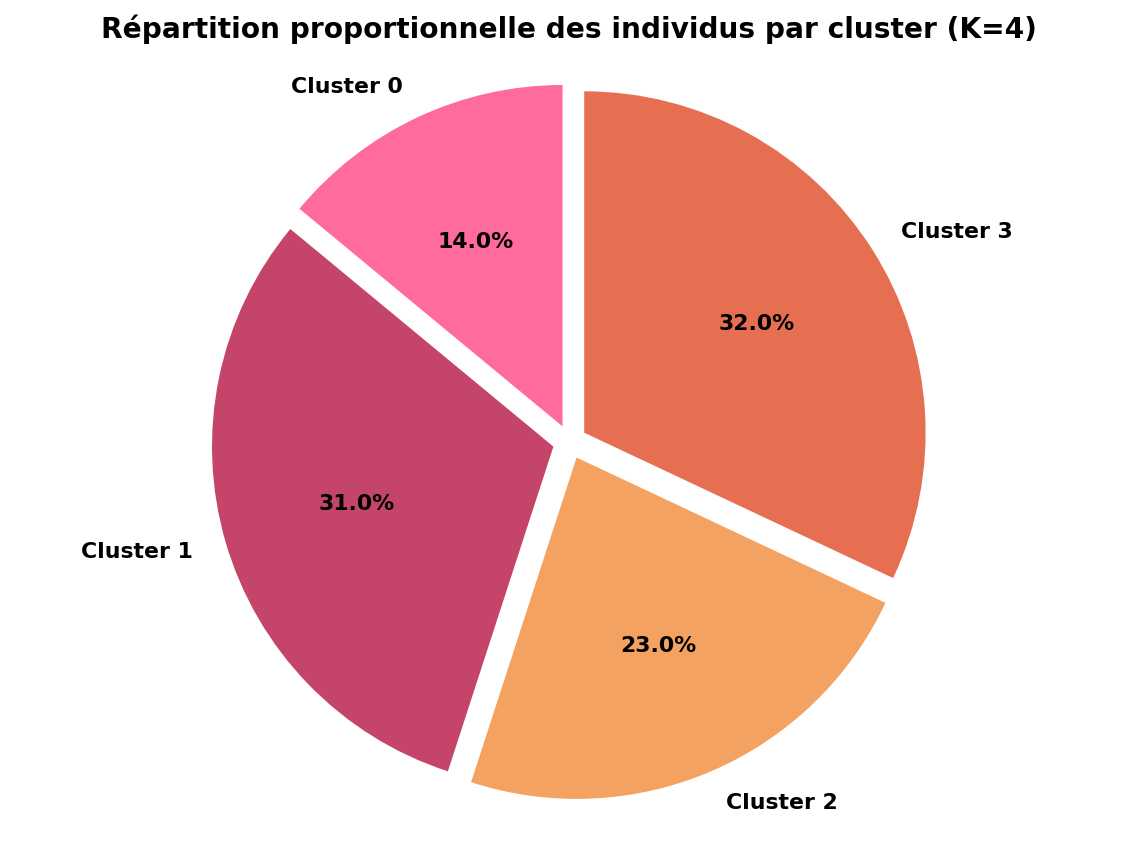 Répartition proportionnelle des individus par cluster (K=4)
Cluster 0
14.0%
Cluster 3
32.0%
31.0%
Cluster 1
23.0%
Cluster 2